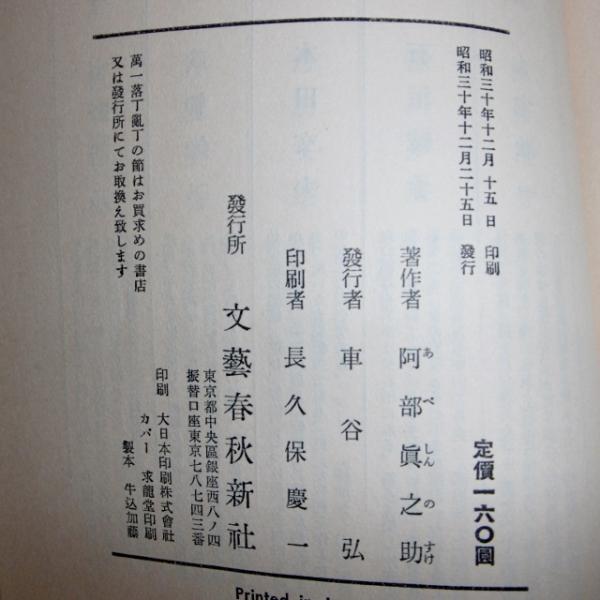 昭和三十年十二月 十五 日 印刷
昭和三十年十二月二十五日 發行
定價一六〇圓
著作者 阿部眞之助
あべしんのすけ
發行者 車谷弘
印刷者 長久保慶一
發行所 文藝春秋新社
東京都中央區銀座西八ノ四
振替口座東京七八七四三番
印刷 大日本印刷株式會社
カバー 求龍堂印刷
製本 牛込加藤
萬一落丁亂丁の節はお買求めの書店
又は發行所にてお取換え致します
Printed in